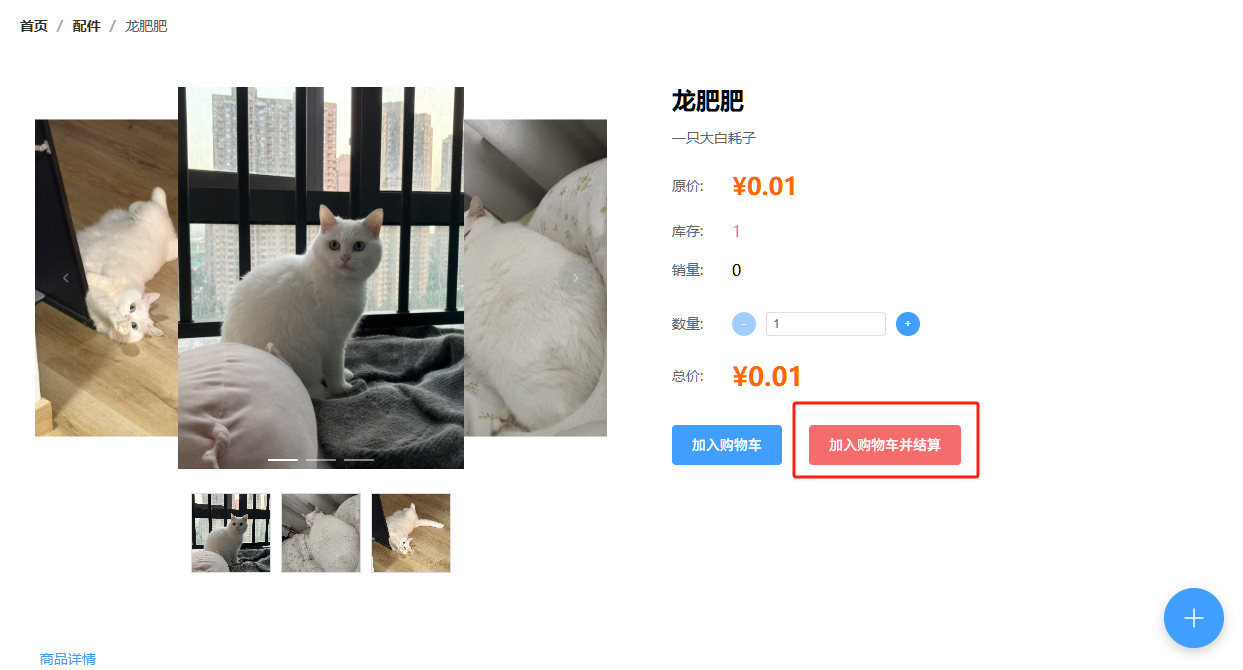 首页 / 配件 / 龙肥肥
龙肥肥
一只大白耗子
原价: ¥0.01
库存: 1
销量: 0
数量: - 1 +
总价: ¥0.01
加入购物车 加入购物车并结算
商品详情